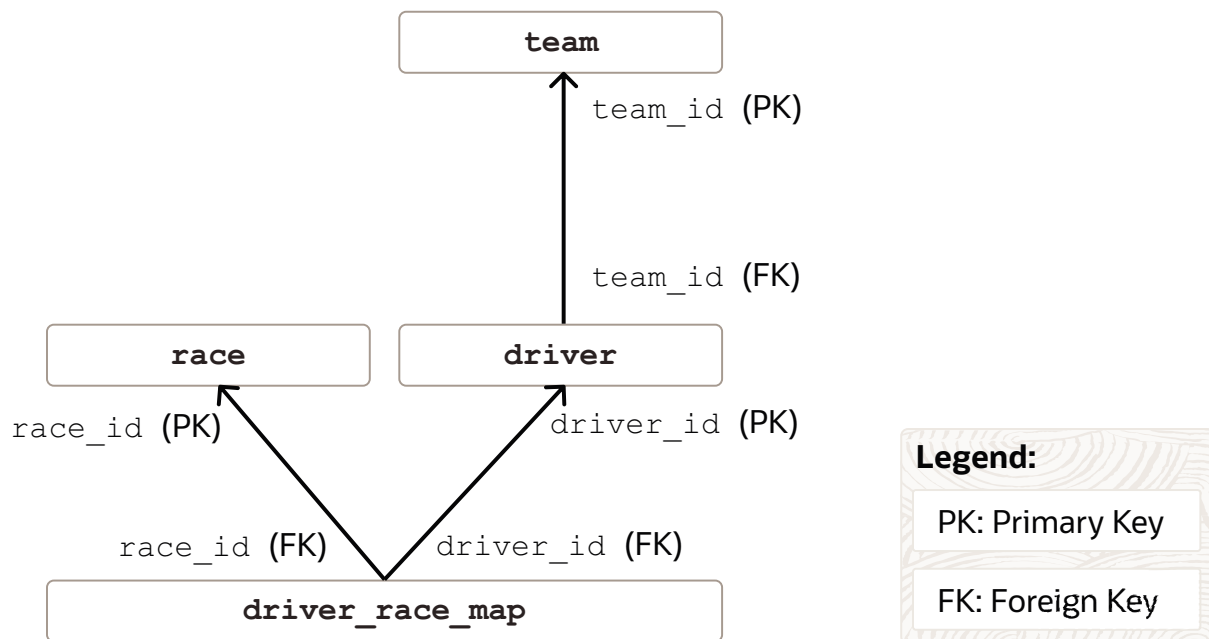 team
team_id (PK)
team_id (FK)
race
driver
race_id (PK)
driver_id (PK)
race_id (FK)
driver_id (FK)
driver_race_map
Legend:
PK: Primary Key
FK: Foreign Key